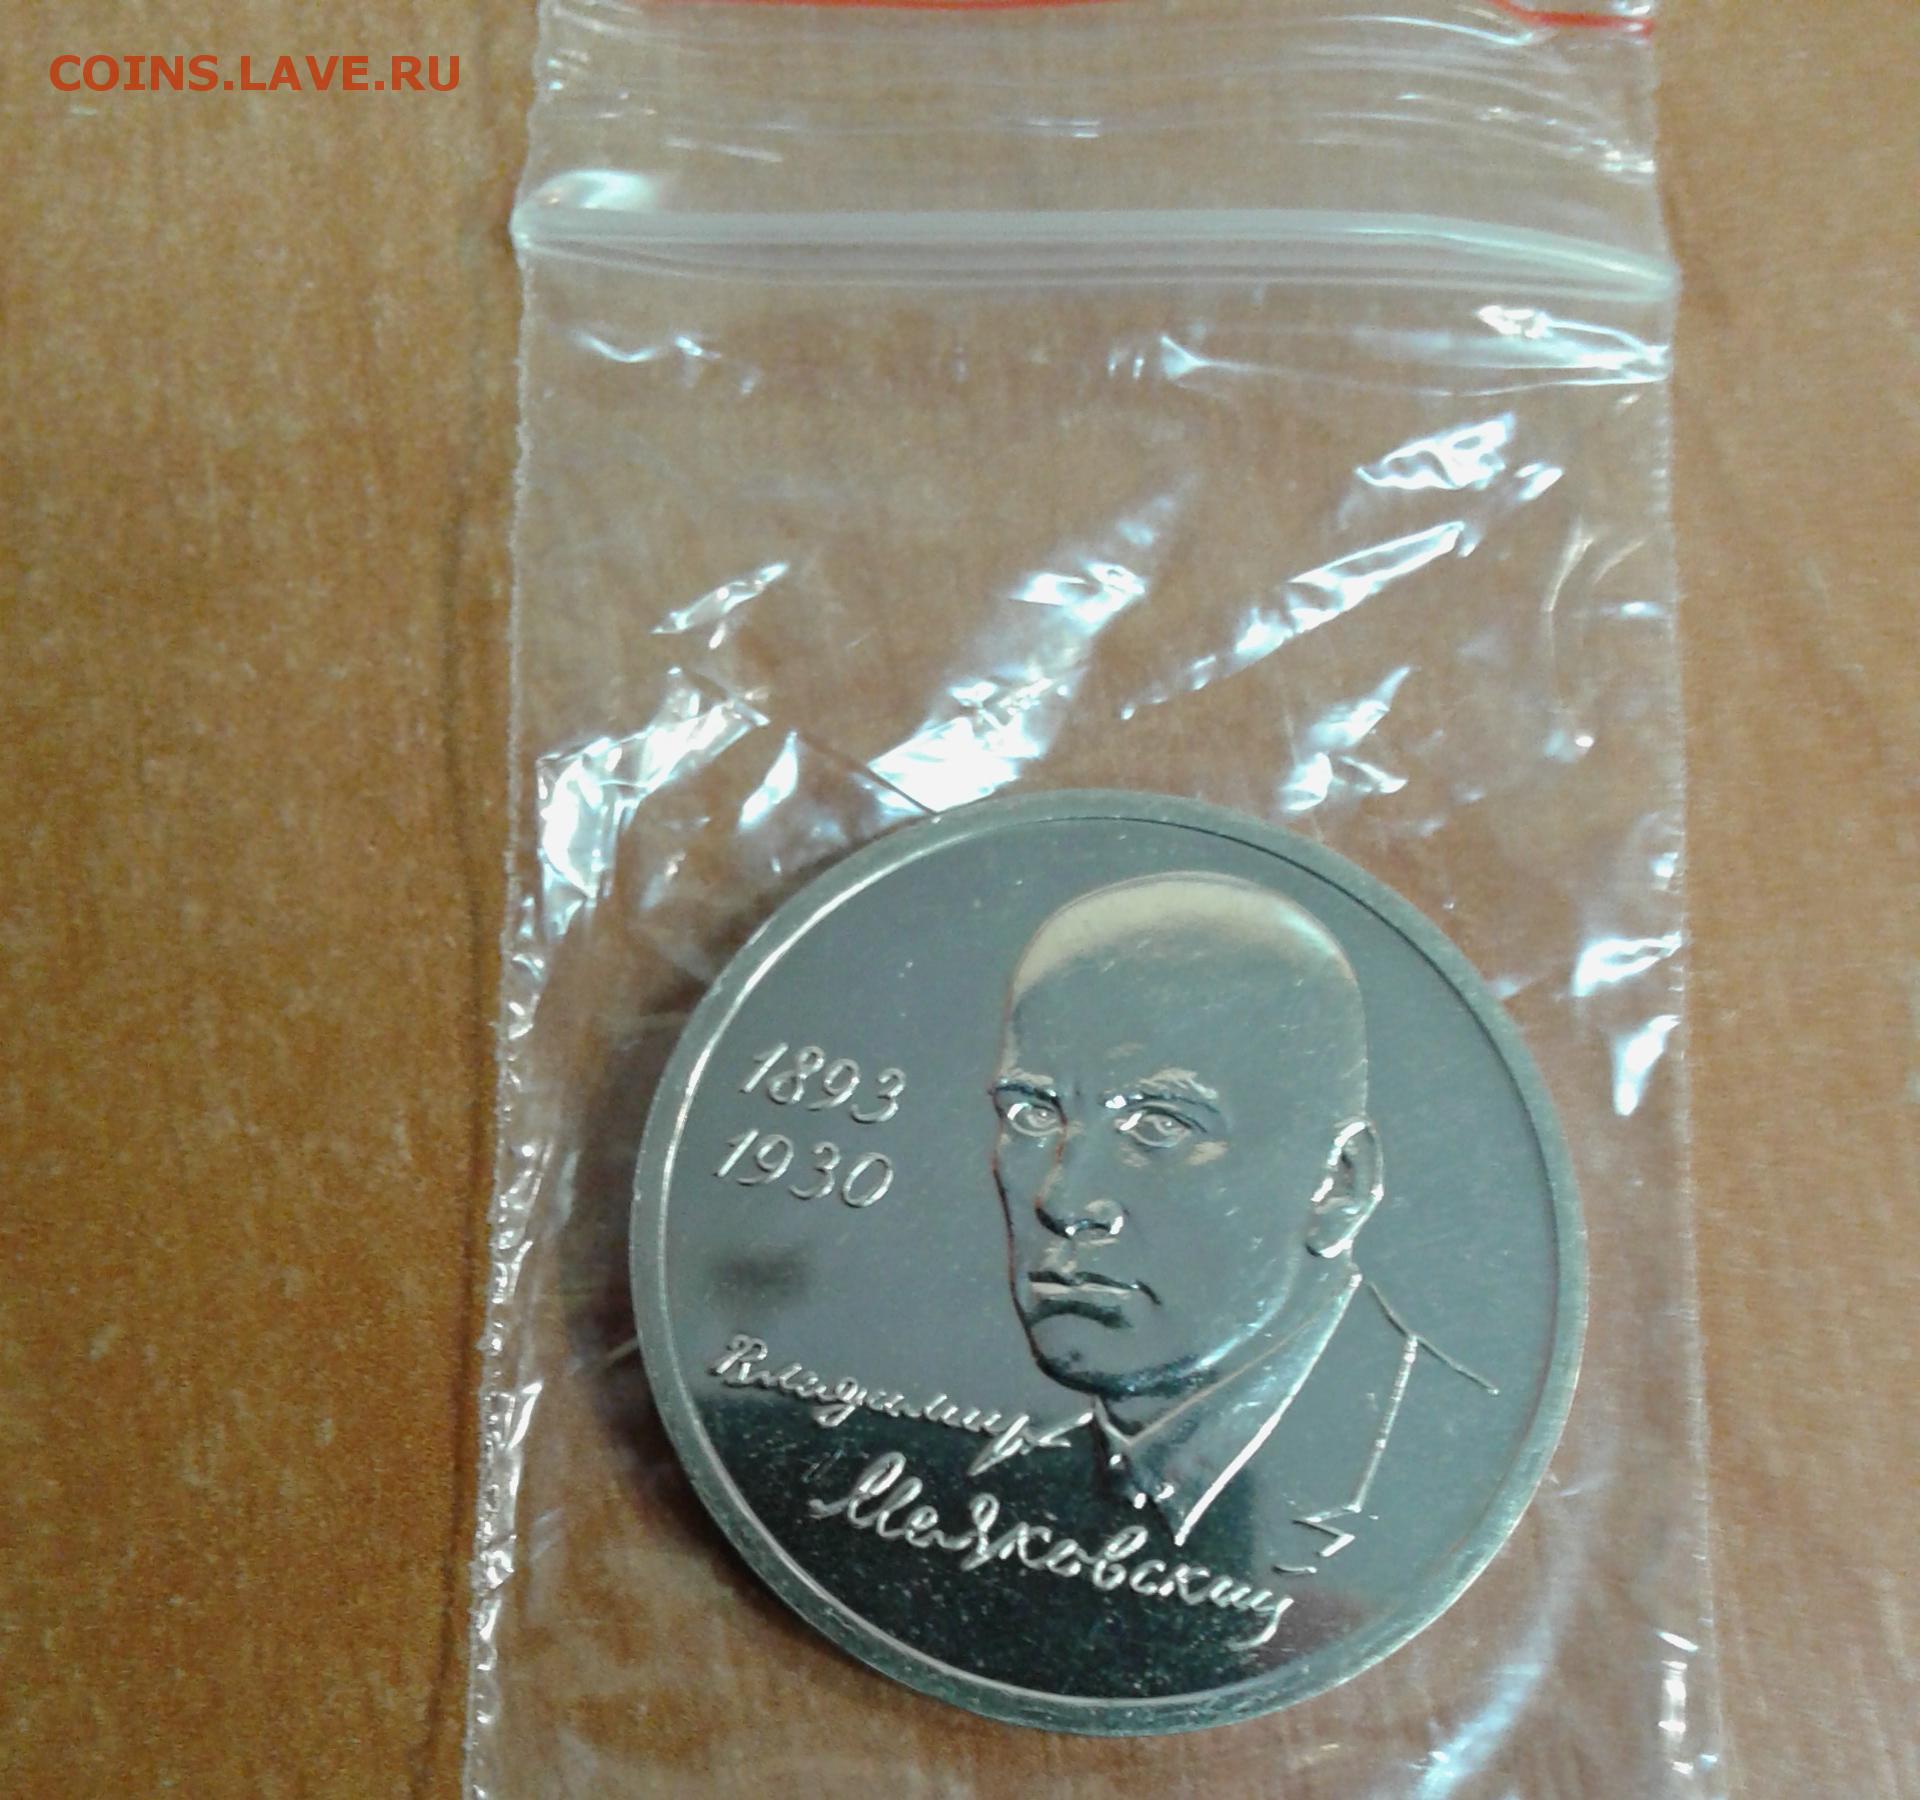 COINS.LAVE.RU
1893
1930
Владимир
Маяковский